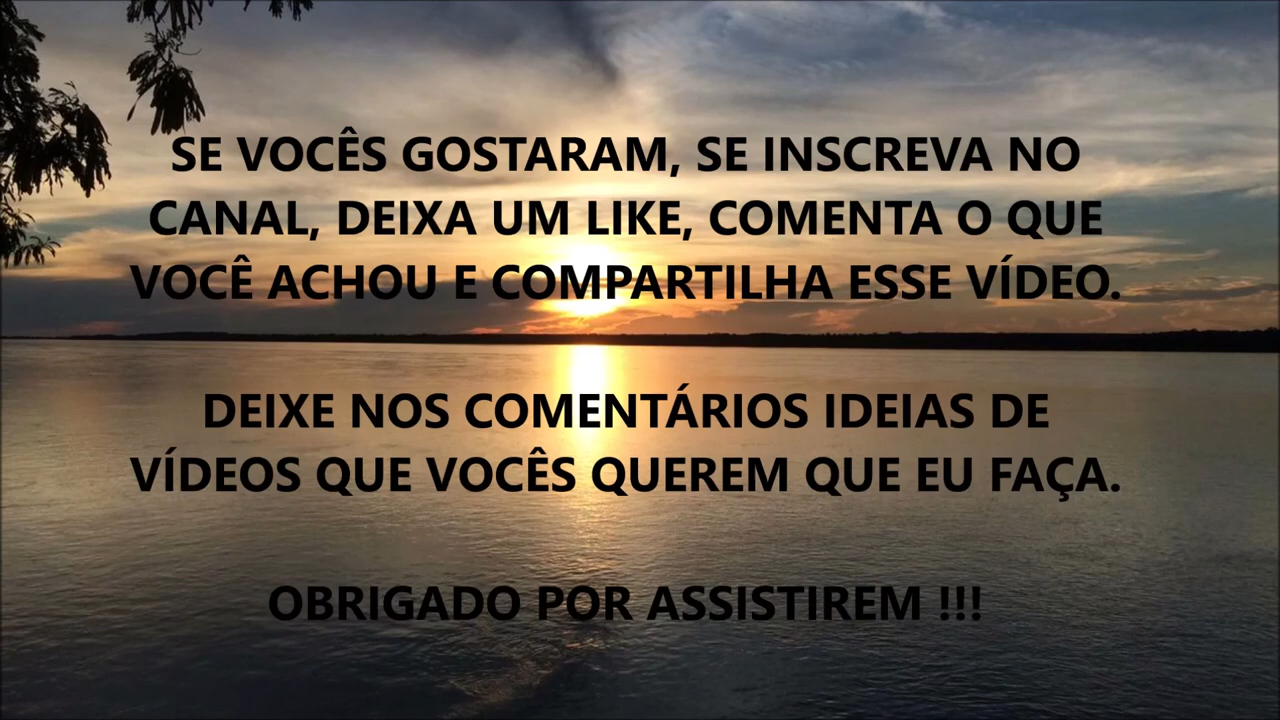 SE VOCÊS GOSTARAM, SE INSCREVA NO
CANAL, DEIXA UM LIKE, COMENTA O QUE
VOCÊ ACHOU E COMPARTILHA ESSE VÍDEO.
DEIXE NOS COMENTÁRIOS IDEIAS DE
VÍDEOS QUE VOCÊS QUEREM QUE EU FAÇA.
OBRIGADO POR ASSISTIREM !!!